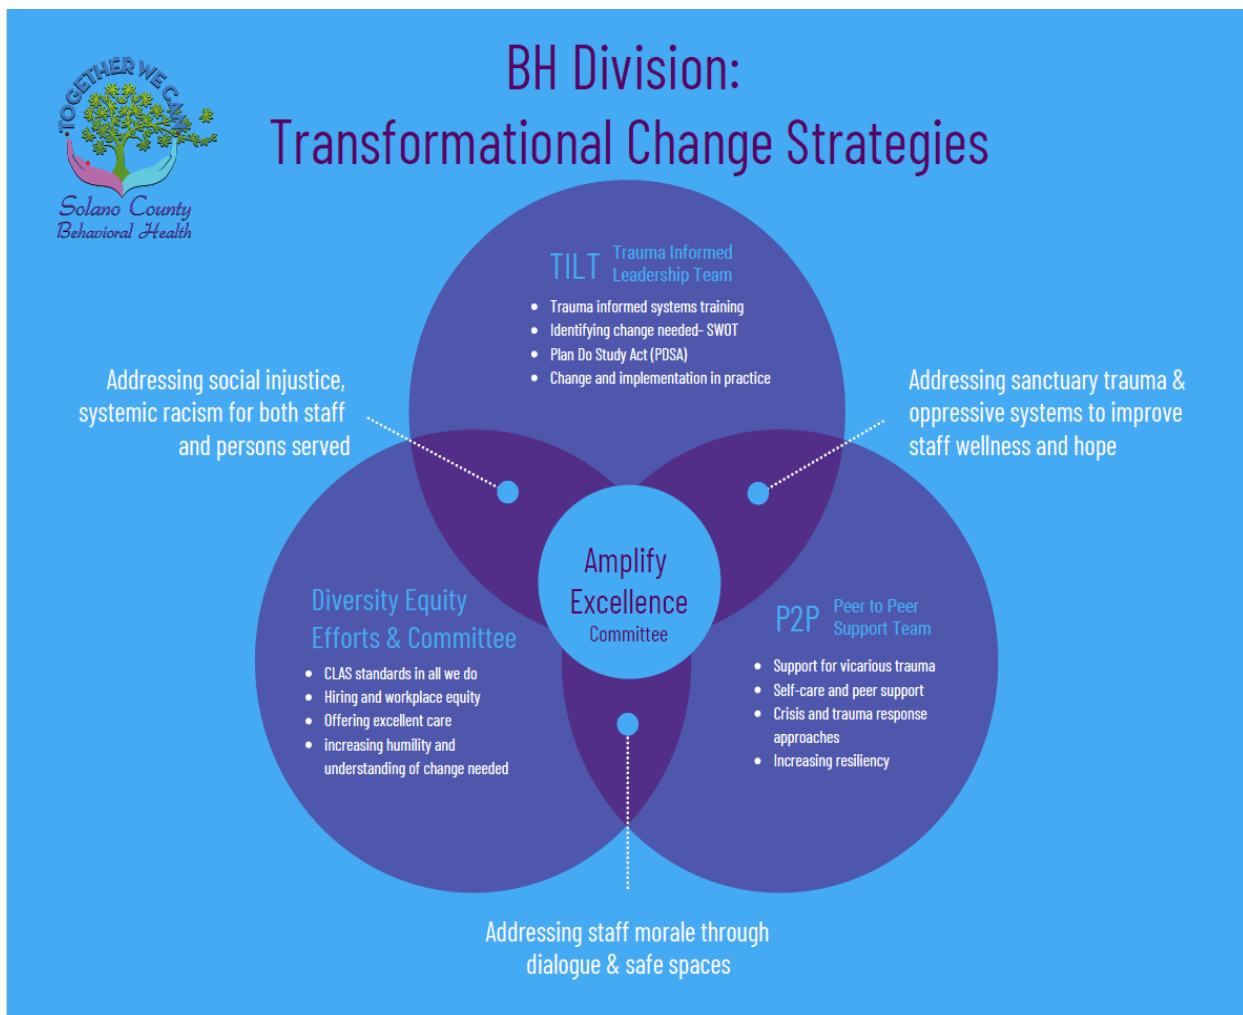 TOGETHER WE CAN!
Solano County
Behavioral Health
BH Division:
Transformational Change Strategies
TILT
Trauma Informed
Leadership Team
• Trauma informed systems training
• Identifying change needed- SWOT
• Plan Do Study Act (PDSA)
• Change and implementation in practice
Addressing social injustice,
systemic racism for both staff
and persons served
Addressing sanctuary trauma &
oppressive systems to improve
staff wellness and hope
Amplify
Excellence
Committee
Diversity Equity
Efforts & Committee
• CLAS standards in all we do
• Hiring and workplace equity
• Offering excellent care
• increasing humility and
understanding of change needed
P2P
Peer to Peer
Support Team
• Support for vicarious trauma
• Self-care and peer support
• Crisis and trauma response
approaches
• Increasing resiliency
Addressing staff morale through
dialogue & safe spaces